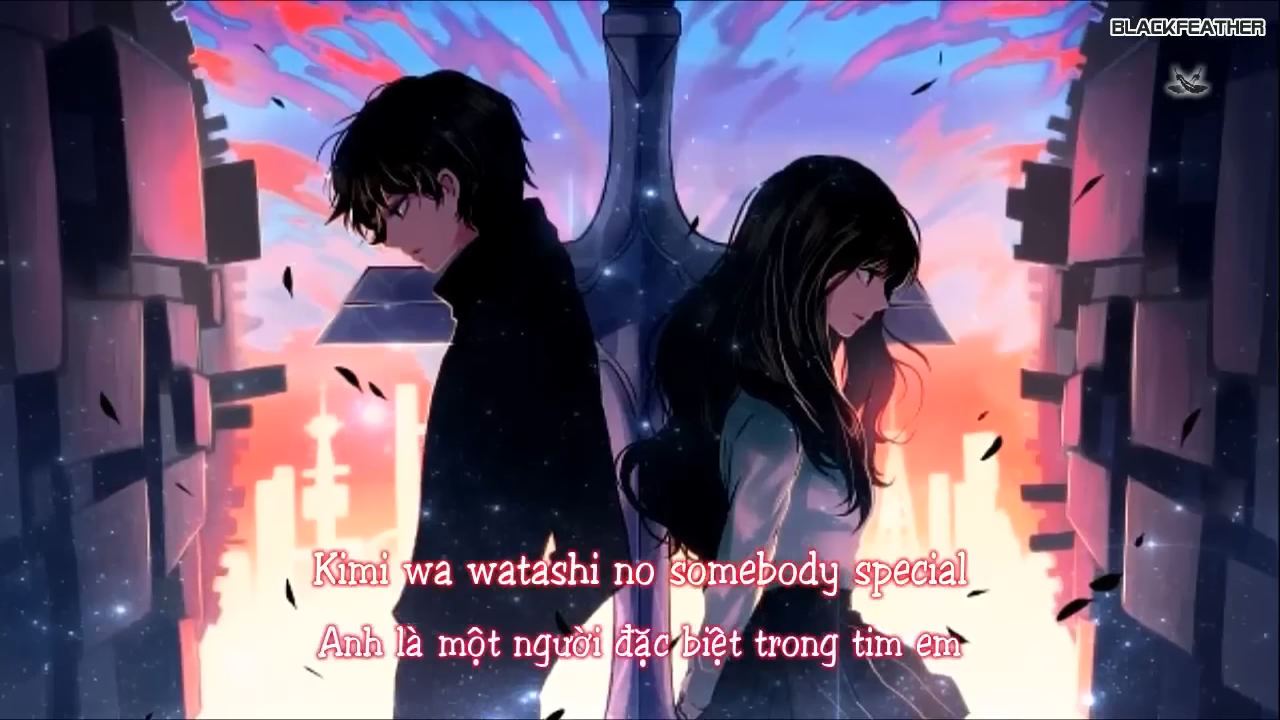 BLACKFEATHER
Kimi wa watashi no somebody special
Anh là một người đặc biệt trong tim em